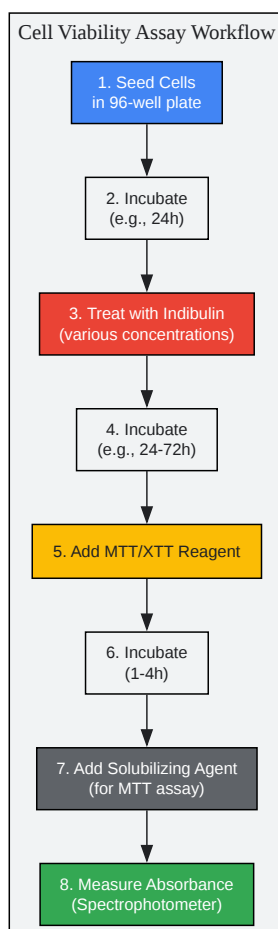 Cell Viability Assay Workflow
1. Seed Cells
in 96-well plate
2. Incubate
(e.g., 24h)
3. Treat with Indibulin
(various concentrations)
4. Incubate
(e.g., 24-72h)
5. Add MTT/XTT Reagent
6. Incubate
(1-4h)
7. Add Solubilizing Agent
(for MTT assay)
8. Measure Absorbance
(Spectrophotometer)